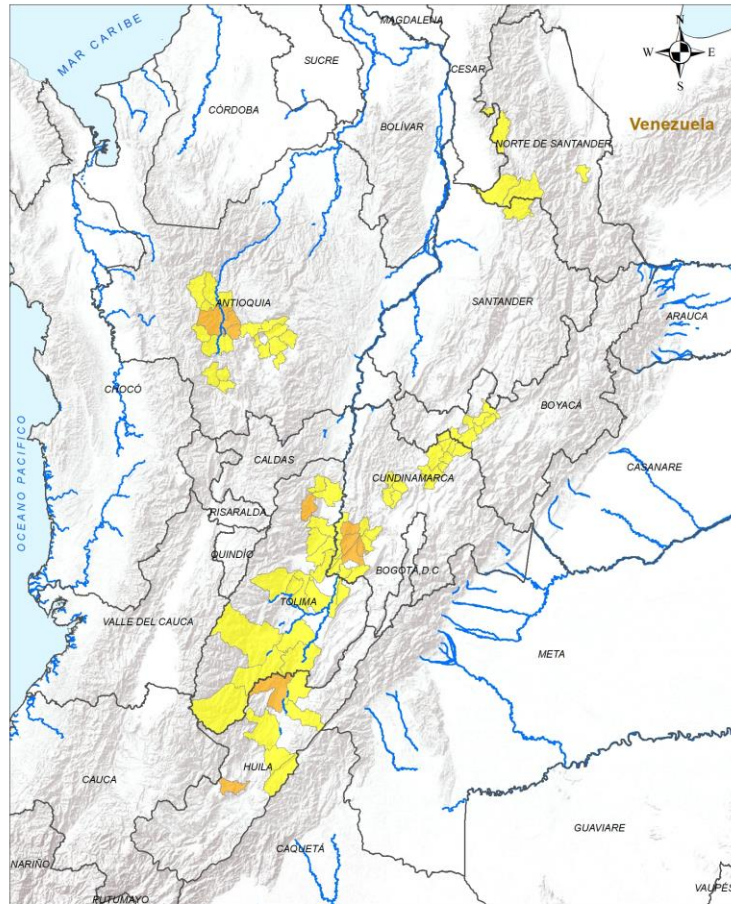 MAGDALENA
MAR CARIBE
SUCRE
CESAR
N
W
E
S
CÓRDOBA
BOLÍVAR
Venezuela
NORTE DE SANTANDER
ANTIOQUIA
SANTANDER
ARAUCA
CHOCÓ
BOYACÁ
OCEANO PACIFICO
CALDAS
CUNDINAMARCA
CASANARE
RISARALDA
QUINDÍO
BOGOTÁ,D.C
TOLIMA
VALLE DEL CAUCA
META
HUILA
CAUCA
GUAVIARE
CAQUETÁ
NARIÑO
PUTUMAYO
VAUPÉS